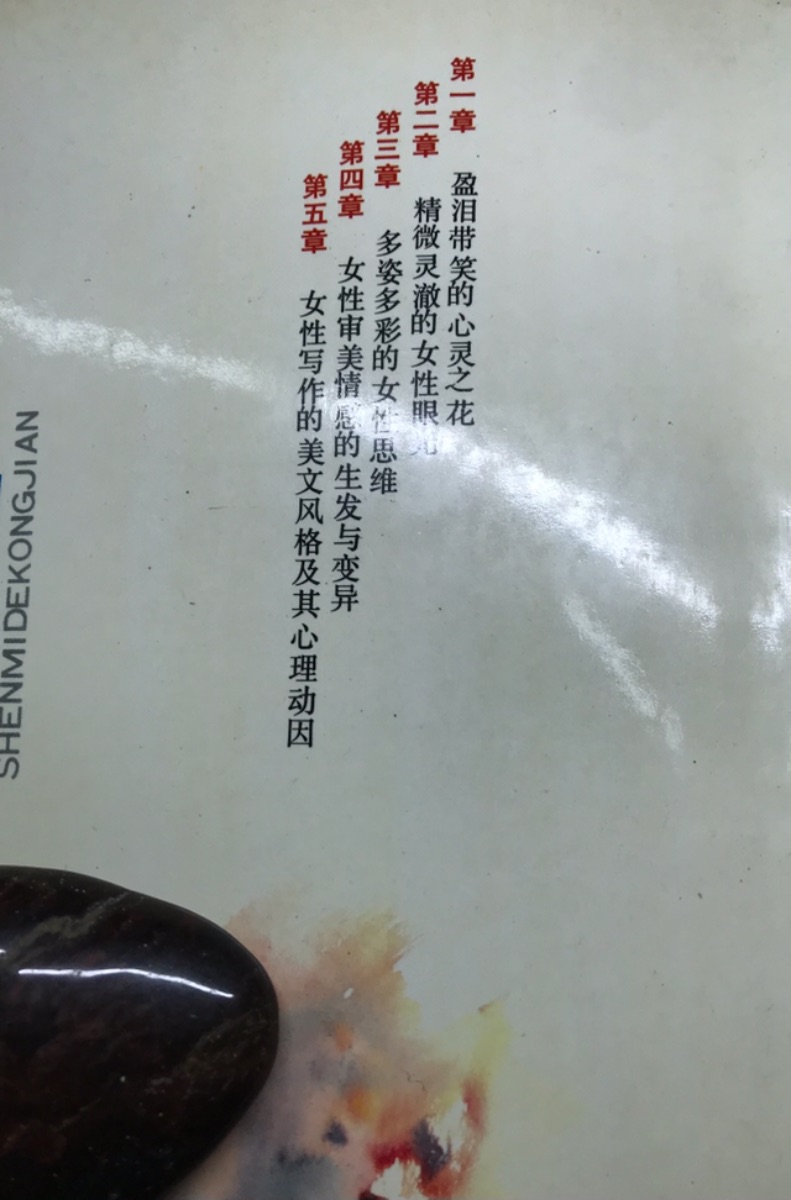 第一章 盈泪带笑的心灵之花
第二章 精微灵澈的女性眼光
第三章 多姿多彩的女性思维
第四章 女性审美情感的生发与变异
第五章 女性写作的美文风格及其心理动因
SHENMIDEKONGJIAN